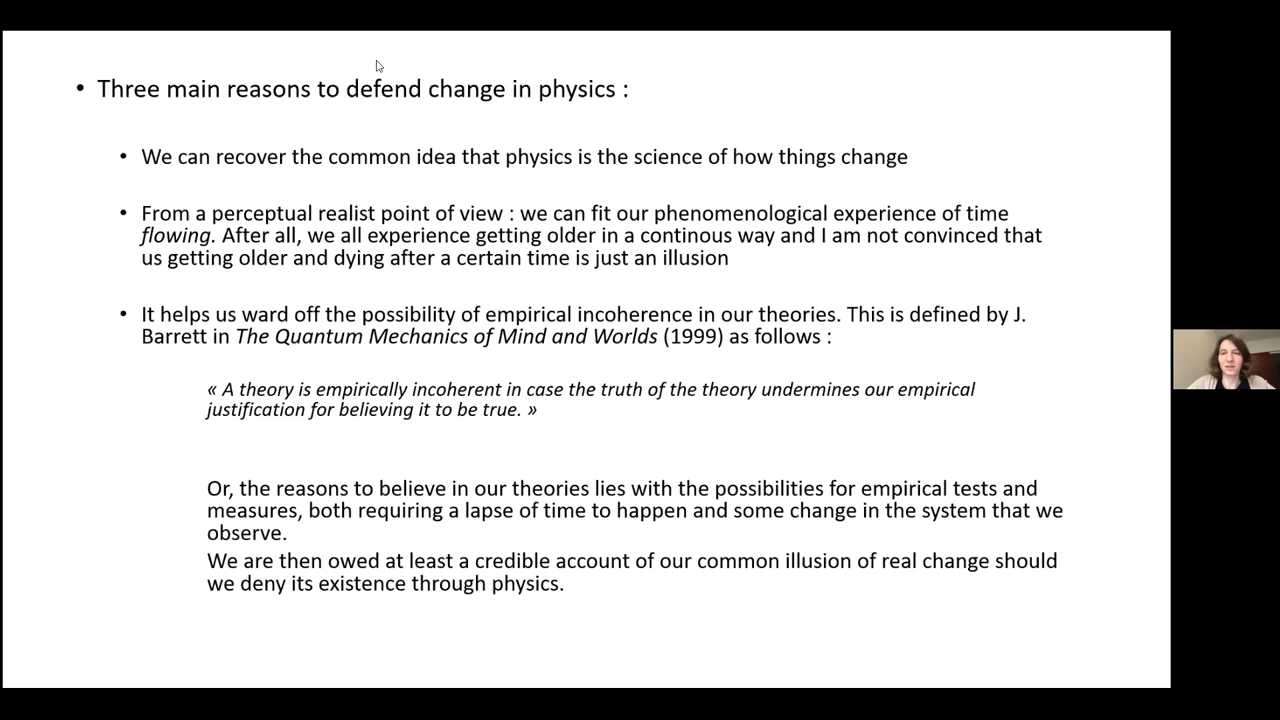 • Three main reasons to defend change in physics :
• We can recover the common idea that physics is the science of how things change
• From a perceptual realist point of view : we can fit our phenomenological experience of time
flowing. After all, we all experience getting older in a continous way and I am not convinced that
us getting older and dying after a certain time is just an illusion
• It helps us ward off the possibility of empirical incoherence in our theories. This is defined by J.
Barrett in The Quantum Mechanics of Mind and Worlds (1999) as follows :
« A theory is empirically incoherent in case the truth of the theory undermines our empirical
justification for believing it to be true. »
Or, the reasons to believe in our theories lies with the possibilities for empirical tests and
measures, both requiring a lapse of time to happen and some change in the system that we
observe.
We are then owed at least a credible account of our common illusion of real change should
we deny its existence through physics.